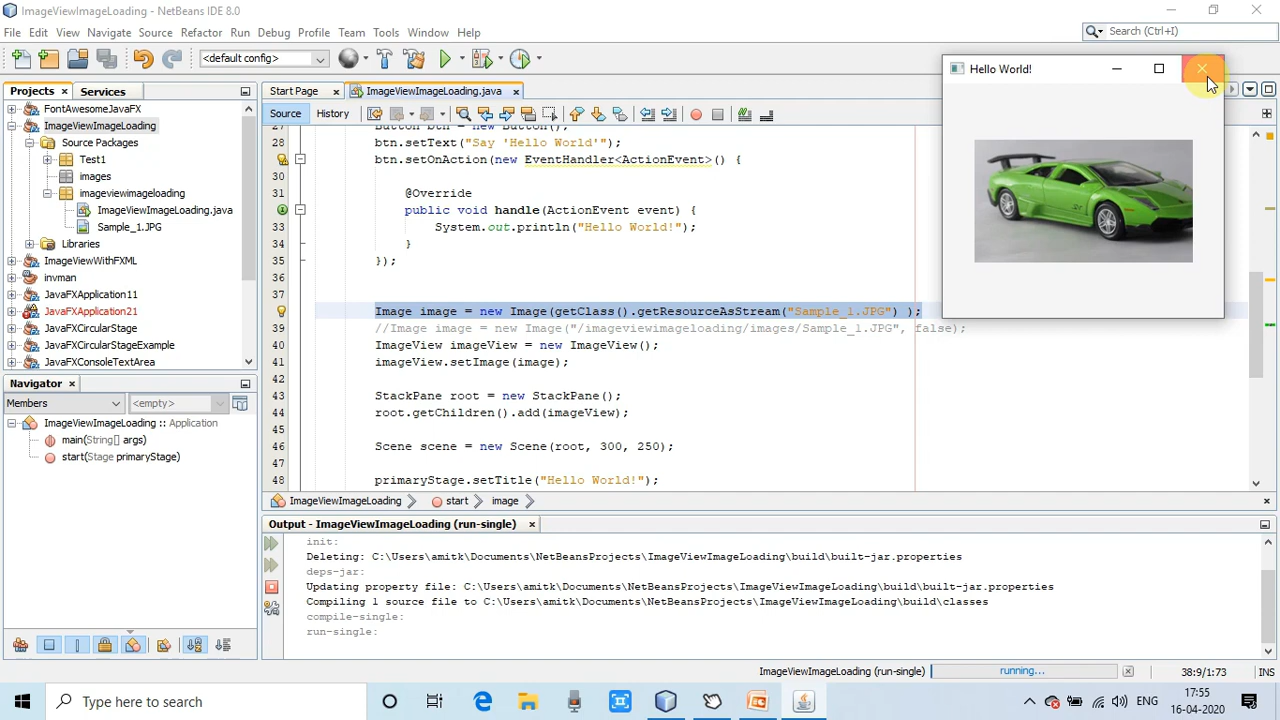 ImageViewImageLoading - NetBeans IDE 8.0
File Edit View Navigate Source Refactor Run Debug Profile Team Tools Window Help
Search (Ctrl+I)
<default config>
Projects
Services
FontAwesomeJavaFX
ImageViewImageLoading
Source Packages
Test1
images
imageviewimageloading
ImageViewImageLoading.java
Sample_1.JPG
Libraries
ImageViewWithFXML
invman
JavaFXApplication11
JavaFXApplication21
JavaFXCircularStage
JavaFXCircularStageExample
JavaFXConsoleTextArea
Navigator
Members
<empty>
ImageViewImageLoading :: Application
main(String[] args)
start(Stage primaryStage)
Start Page
ImageViewImageLoading.java
Source
History
27 Button btn = new Button();
28 btn.setText("Say 'Hello World'");
btn.setOnAction(new EventHandler<ActionEvent>() {
30
31 @Override
public void handle(ActionEvent event) {
33 System.out.println("Hello World!");
34 }
35 });
36
37
Image image = new Image(getClass().getResourceAsStream("Sample_1.JPG") );
39 //Image image = new Image("/imageviewimageloading/images/Sample_1.JPG", false);
40 ImageView imageView = new ImageView();
41 imageView.setImage(image);
42
43 StackPane root = new StackPane();
44 root.getChildren().add(imageView);
45
46 Scene scene = new Scene(root, 300, 250);
47
48 primaryStage.setTitle("Hello World!");
ImageViewImageLoading
start
image
Hello World!
Output - ImageViewImageLoading (run-single)
init:
Deleting: C:\Users\amitk\Documents\NetBeansProjects\ImageViewImageLoading\build\built-jar.properties
deps-jar:
Updating property file: C:\Users\amitk\Documents\NetBeansProjects\ImageViewImageLoading\build\built-jar.properties
Compiling 1 source file to C:\Users\amitk\Documents\NetBeansProjects\ImageViewImageLoading\build\classes
compile-single:
run-single:
ImageViewImageLoading (run-single)
running...
38:9/1:73
INS
Type here to search
ENG
17:55
16-04-2020